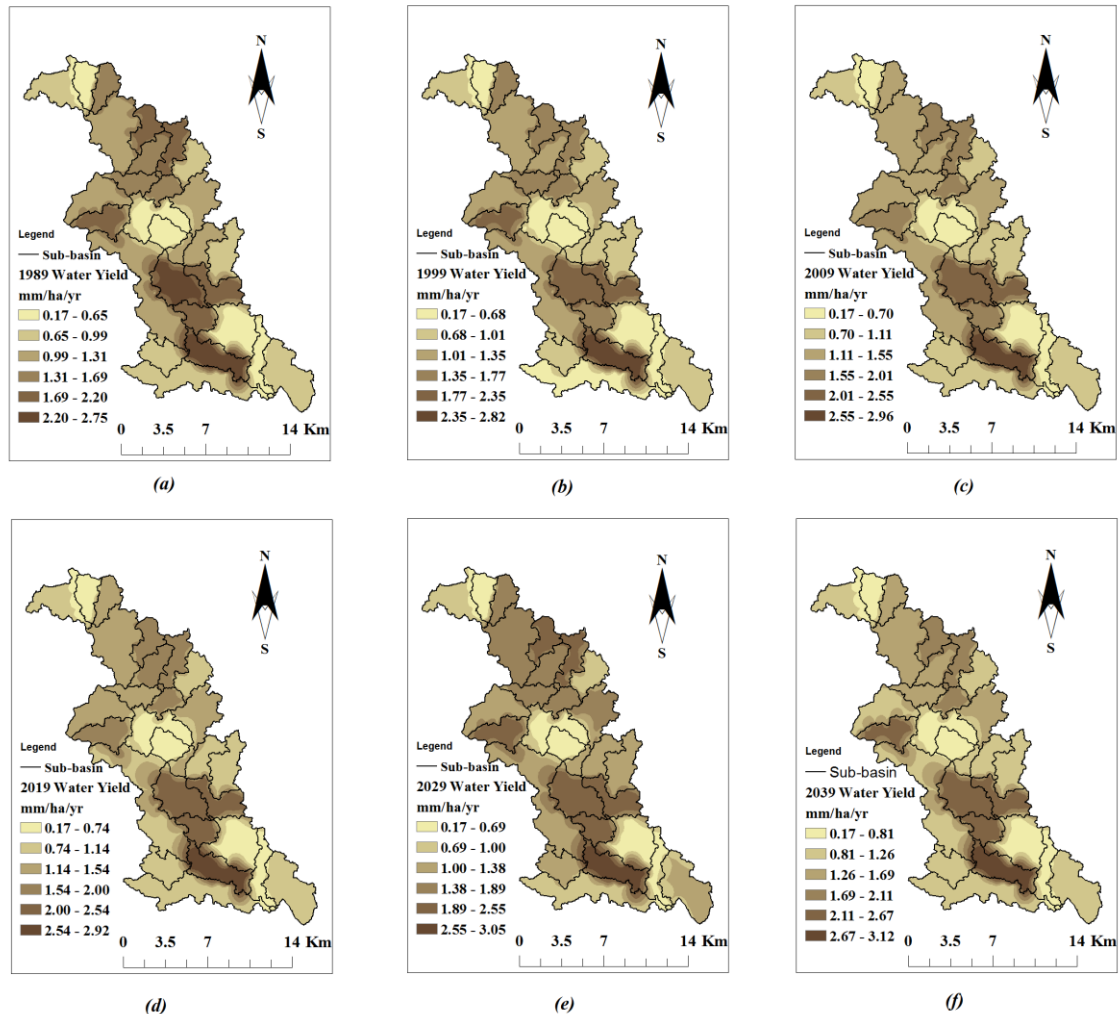 N
S
Legend
Sub-basin
1989 Water Yield
mm/ha/yr
0.17 - 0.65
0.65 - 0.99
0.99 - 1.31
1.31 - 1.69
1.69 - 2.20
2.20 - 2.75
0 3.5 7 14 Km
(a)
N
S
Legend
Sub-basin
1999 Water Yield
mm/ha/yr
0.17 - 0.68
0.68 - 1.01
1.01 - 1.35
1.35 - 1.77
1.77 - 2.35
2.35 - 2.82
0 3.5 7 14 Km
(b)
N
S
Legend
Sub-basin
2009 Water Yield
mm/ha/yr
0.17 - 0.70
0.70 - 1.11
1.11 - 1.55
1.55 - 2.01
2.01 - 2.55
2.55 - 2.96
0 3.5 7 14 Km
(c)
N
S
Legend
Sub-basin
2019 Water Yield
mm/ha/yr
0.17 - 0.74
0.74 - 1.14
1.14 - 1.54
1.54 - 2.00
2.00 - 2.54
2.54 - 2.92
0 3.5 7 14 Km
(d)
N
S
Legend
Sub-basin
2029 Water Yield
mm/ha/yr
0.17 - 0.69
0.69 - 1.00
1.00 - 1.38
1.38 - 1.89
1.89 - 2.55
2.55 - 3.05
0 3.5 7 14 Km
(e)
N
S
Legend
Sub-basin
2039 Water Yield
mm/ha/yr
0.17 - 0.81
0.81 - 1.26
1.26 - 1.69
1.69 - 2.11
2.11 - 2.67
2.67 - 3.12
0 3.5 7 14 Km
(f)